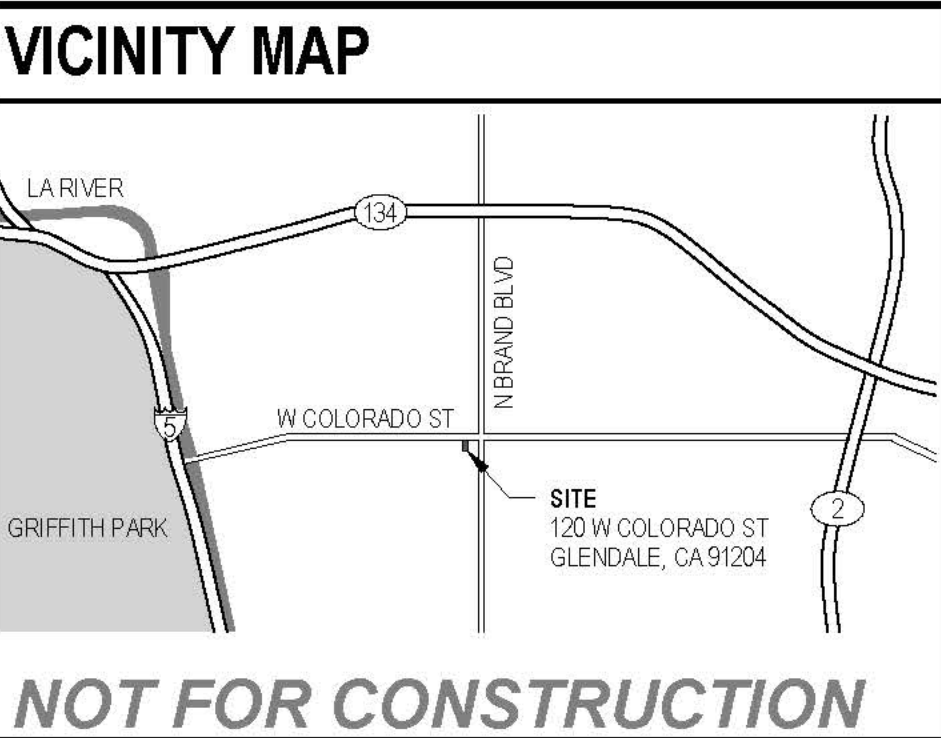 VICINITY MAP
LA RIVER
134
N BRAND BLVD
W COLORADO ST
5
SITE
120 W COLORADO ST
GLENDALE, CA 91204
2
GRIFFITH PARK
NOT FOR CONSTRUCTION